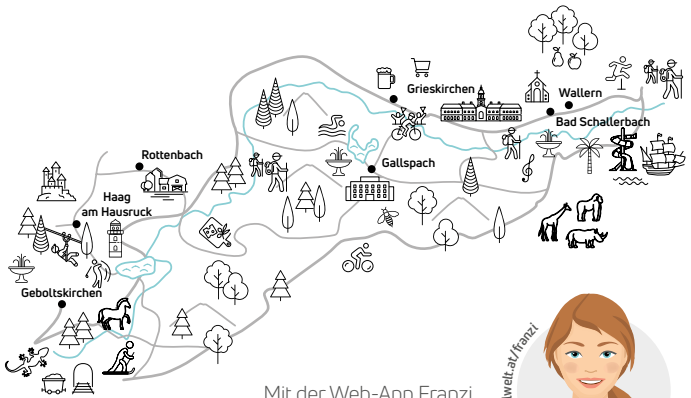 Grieskirchen
Wallern
Bad Schallerbach
Rottenbach
Gallspach
Haag
am Hausruck
Geboltskirchen
welt.at/franzi
Mit der Web-App Franzi